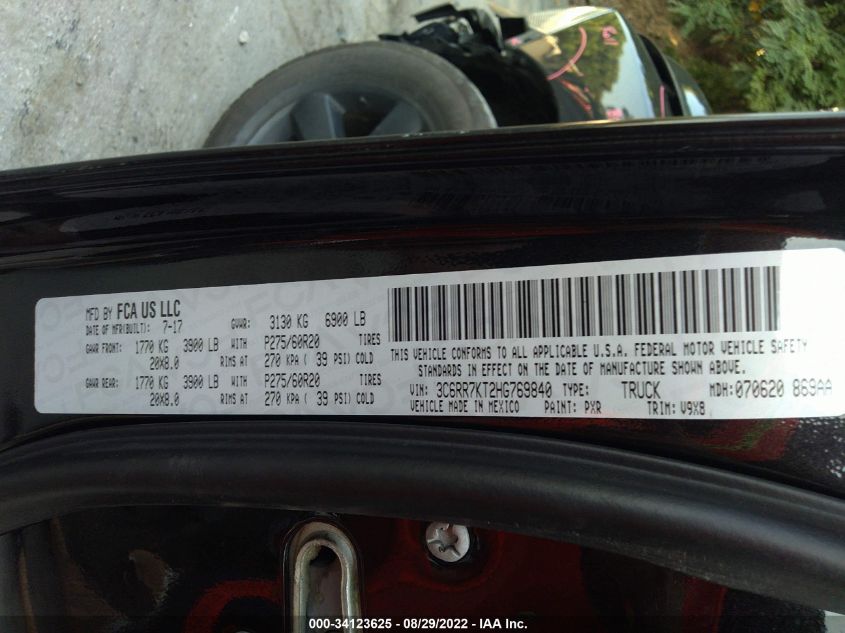 MFD BY FCA US LLC
DATE OF MFR(BUILT): 7-17
GVWR: 3130 KG 6900 LB
GAWR FRONT: 1770 KG 3900 LB WITH P275/60R20 TIRES
20X8.0 RIMS AT 270 KPA ( 39 PSI) COLD
GAWR REAR: 1770 KG 3900 LB WITH P275/60R20 TIRES
20X8.0 RIMS AT 270 KPA ( 39 PSI) COLD
THIS VEHICLE CONFORMS TO ALL APPLICABLE U.S.A. FEDERAL MOTOR VEHICLE SAFETY
STANDARDS IN EFFECT ON THE DATE OF MANUFACTURE SHOWN ABOVE.
VIN: 3C6RR7KT2HG769840 TYPE: TRUCK MDH:070620 869AA
VEHICLE MADE IN MEXICO PAINT: PXR TRIM: V9X8
000-34123625 - 08/29/2022 - IAA Inc.